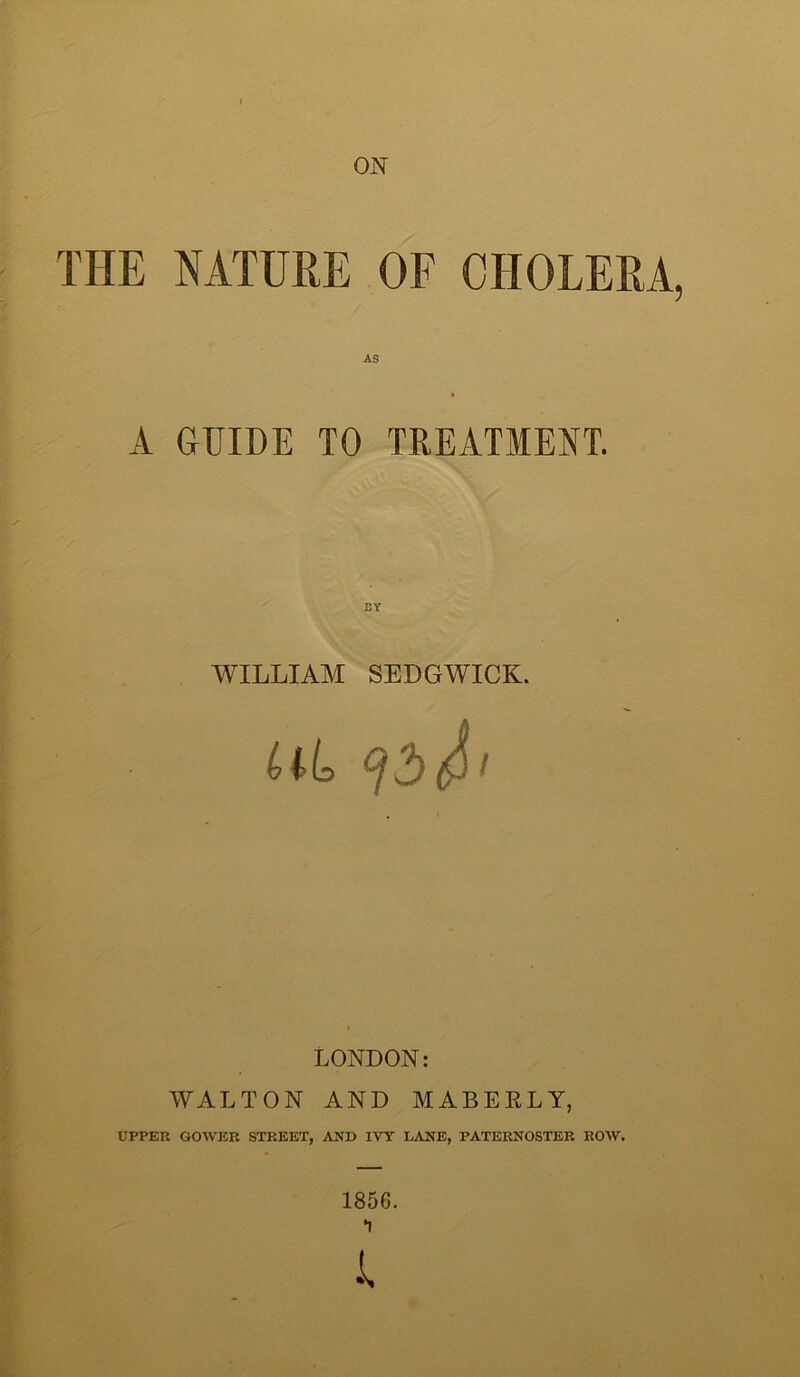 ON
THE NATURE OF CHOLERA,
AS
A GUIDE TO TREATMENT.
BY
WILLIAM SEDGWICK.
LONDON:
WALTON AND MABERLY,
UPPER GOWER STREET, AND IVY LANE, PATERNOSTER ROW.
1856.